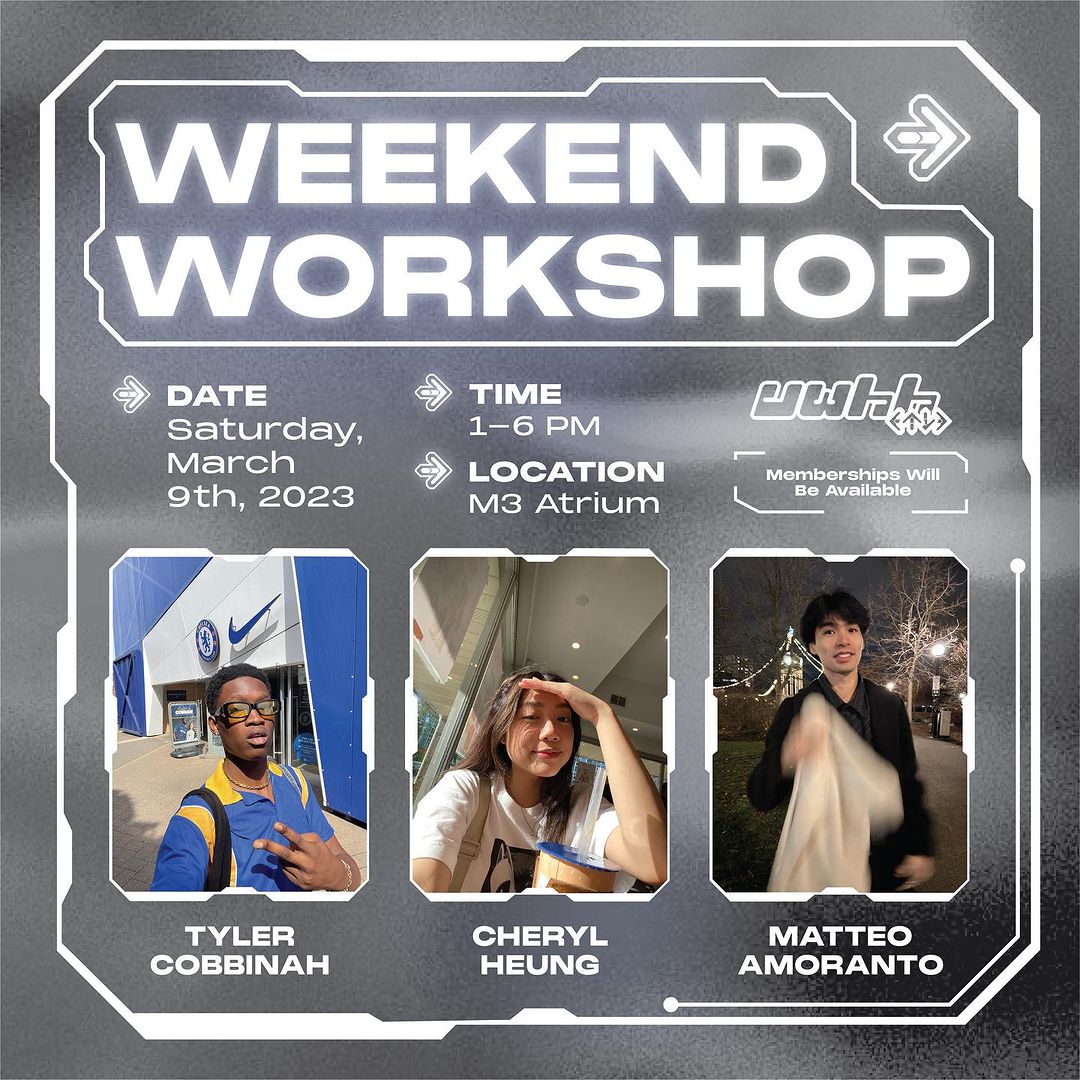 WEEKEND
WORKSHOP
DATE
Saturday,
March
9th, 2023
TIME
1–6 PM
LOCATION
M3 Atrium
uwhh
Memberships Will
Be Available
TYLER
COBBINAH
CHERYL
HEUNG
MATTEO
AMORANTO